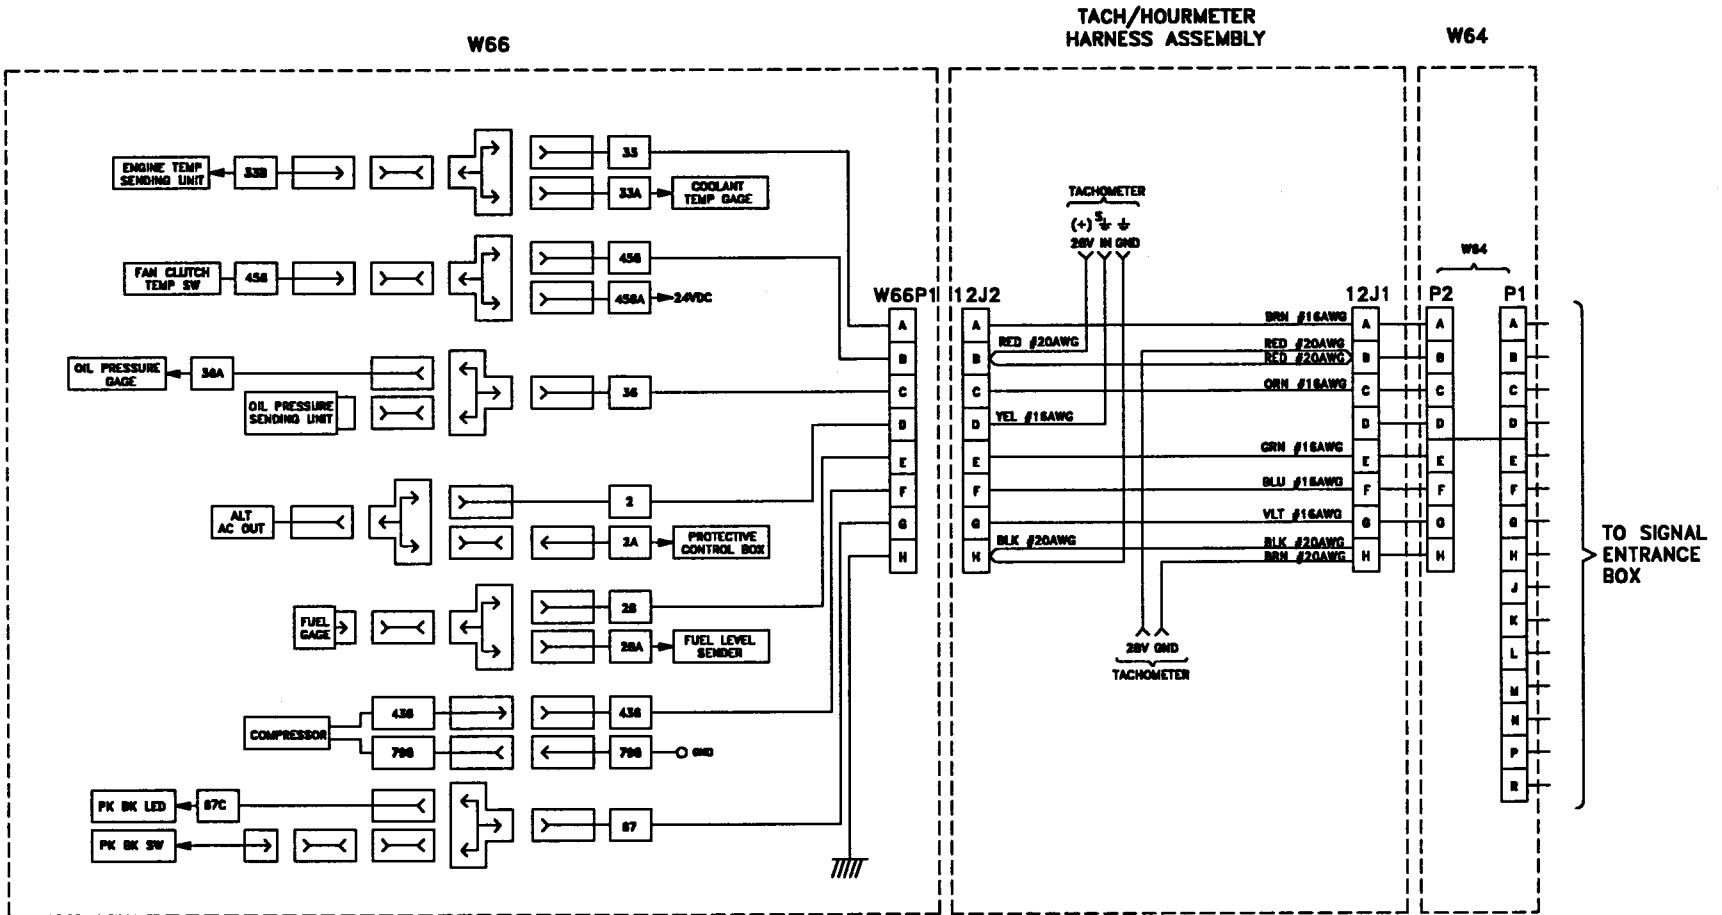 TACH/HOURMETER
HARNESS ASSEMBLY
W66
W64
ENGINE TEMP
SENDING UNIT
33B
33
33A
COOLANT
TEMP GAGE
FAN CLUTCH
TEMP SW
456
456
456A
24VDC
OIL PRESSURE
GAGE
36A
OIL PRESSURE
SENDING UNIT
36
ALT
AC OUT
2
2A
PROTECTIVE
CONTROL BOX
FUEL
GAGE
28
28A
FUEL LEVEL
SENDER
COMPRESSOR
436
436
GND
PK BK LED
67C
PK BK SW
67
W66P1
A
B
C
D
E
F
G
H
12J2
A
B
C
D
E
F
G
H
TACHOMETER
(+) S
28V IN GND
RED #20AWG
YEL #16AWG
BLK #20AWG
BRN #16AWG
RED #20AWG
RED #20AWG
ORN #16AWG
GRN #16AWG
BLU #16AWG
VLT #16AWG
BLK #20AWG
BRN #20AWG
28V GND
TACHOMETER
12J1
A
B
C
D
E
F
G
H
W64
P2
A
B
C
D
E
F
G
H
P1
A
B
C
D
E
F
G
H
J
K
L
M
N
P
R
TO SIGNAL
ENTRANCE
BOX